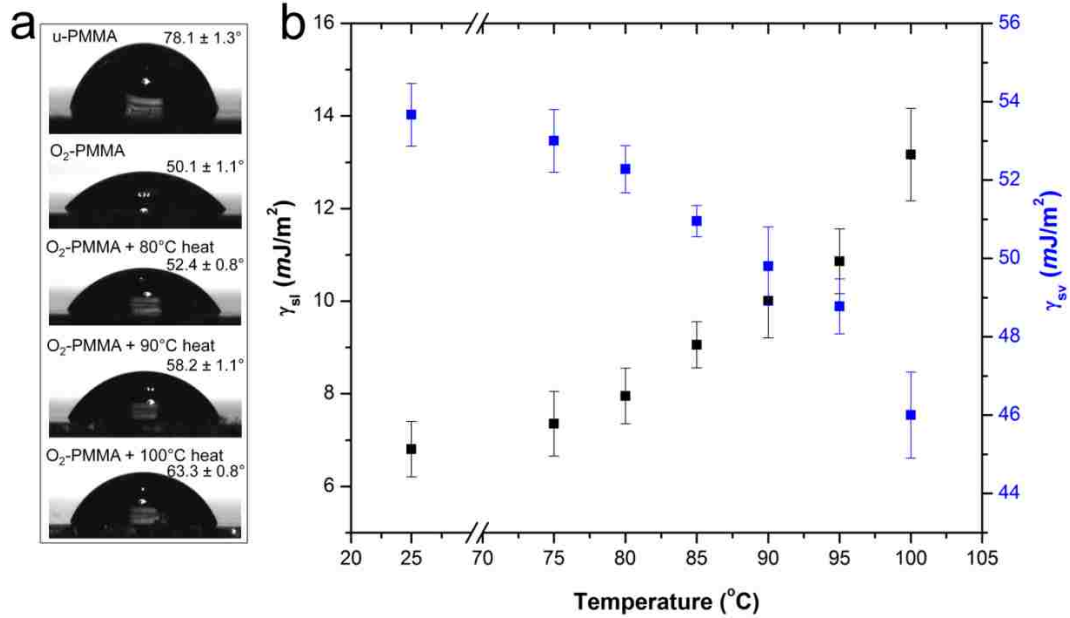 a
u-PMMA 78.1 ± 1.3°
O₂-PMMA
50.1 ± 1.1°
O₂-PMMA + 80°C heat
52.4 ± 0.8°
O₂-PMMA + 90°C heat
58.2 ± 1.1°
O₂-PMMA + 100°C heat
63.3 ± 0.8°
b
16
14
12
10
8
6
γsl (mJ/m²)
56
54
52
50
48
46
44
γsv (mJ/m²)
20 25 70 75 80 85 90 95 100 105
Temperature (°C)